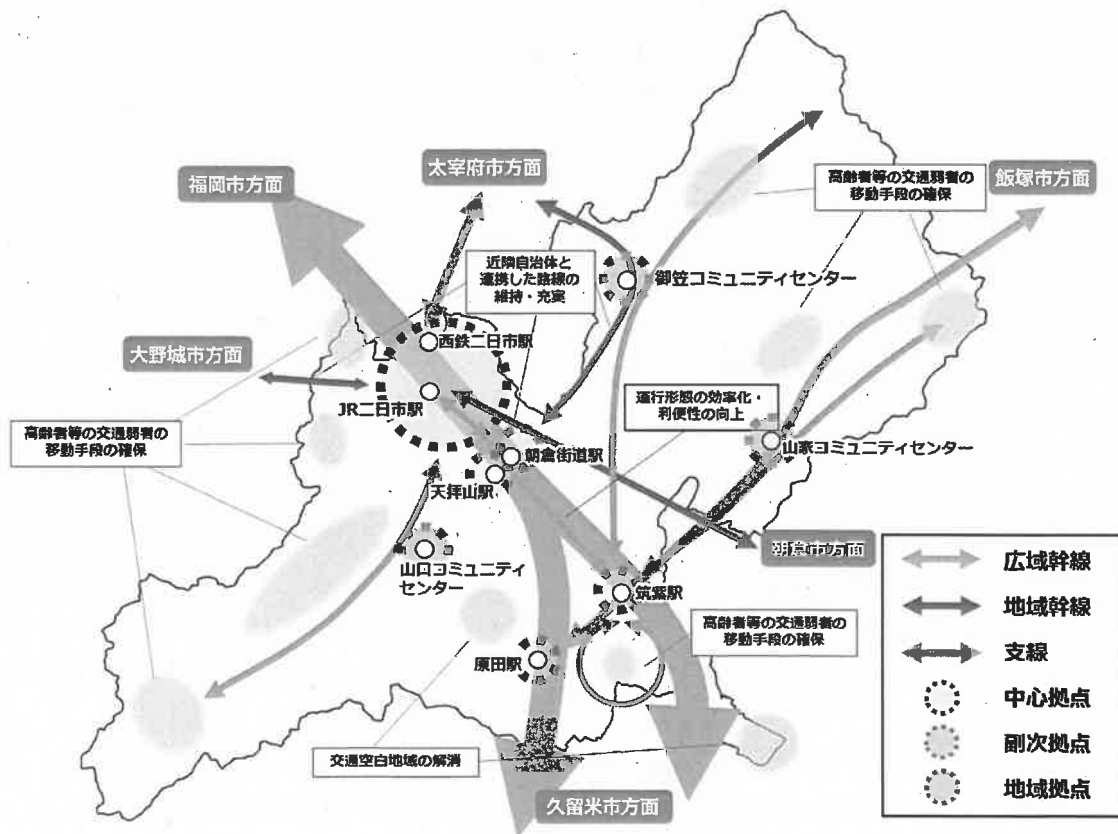 福岡市方面
太宰府市方面
高齢者等の交通弱者の
移動手段の確保
飯塚市方面
近隣自治体と
連携した路線の
維持・充実
御笠コミュニティセンター
西鉄二日市駅
大野城市方面
JR二日市駅
運行形態の効率化・
利便性の向上
高齢者等の交通弱者の
移動手段の確保
朝倉街道駅
山家コミュニティセンター
天拝山駅
朝倉市方面
山口コミュニティ
センター
筑紫駅
高齢者等の交通弱者の
移動手段の確保
原田駅
交通空白地域の解消
久留米市方面
広域幹線
地域幹線
支線
中心拠点
副次拠点
地域拠点